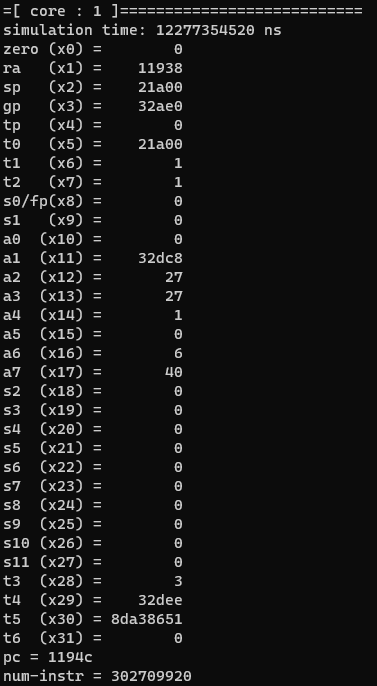 =[ core : 1 ]===========================
simulation time: 12277354520 ns
zero (x0) =        0
ra   (x1) =    11938
sp   (x2) =    21a00
gp   (x3) =    32ae0
tp   (x4) =        0
t0   (x5) =    21a00
t1   (x6) =        1
t2   (x7) =        1
s0/fp(x8) =        0
s1   (x9) =        0
a0  (x10) =        0
a1  (x11) =    32dc8
a2  (x12) =       27
a3  (x13) =       27
a4  (x14) =        1
a5  (x15) =        0
a6  (x16) =        6
a7  (x17) =       40
s2  (x18) =        0
s3  (x19) =        0
s4  (x20) =        0
s5  (x21) =        0
s6  (x22) =        0
s7  (x23) =        0
s8  (x24) =        0
s9  (x25) =        0
s10 (x26) =        0
s11 (x27) =        0
t3  (x28) =        3
t4  (x29) =    32dee
t5  (x30) = 8da38651
t6  (x31) =        0
pc = 1194c
num-instr = 302709920